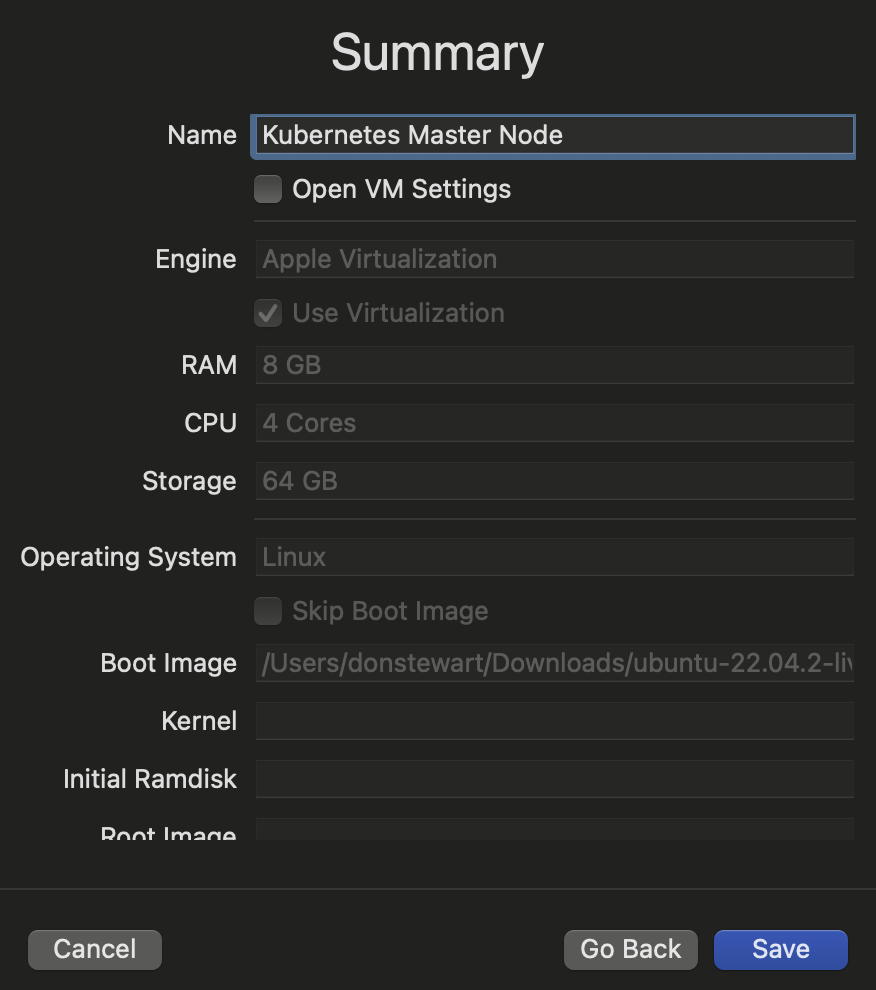 Summary
Name Kubernetes Master Node
Open VM Settings
Engine Apple Virtualization
Use Virtualization
RAM 8 GB
CPU 4 Cores
Storage 64 GB
Operating System Linux
Skip Boot Image
Boot Image /Users/donstewart/Downloads/ubuntu-22.04.2-liv
Kernel
Initial Ramdisk
Root Image
Cancel Go Back Save